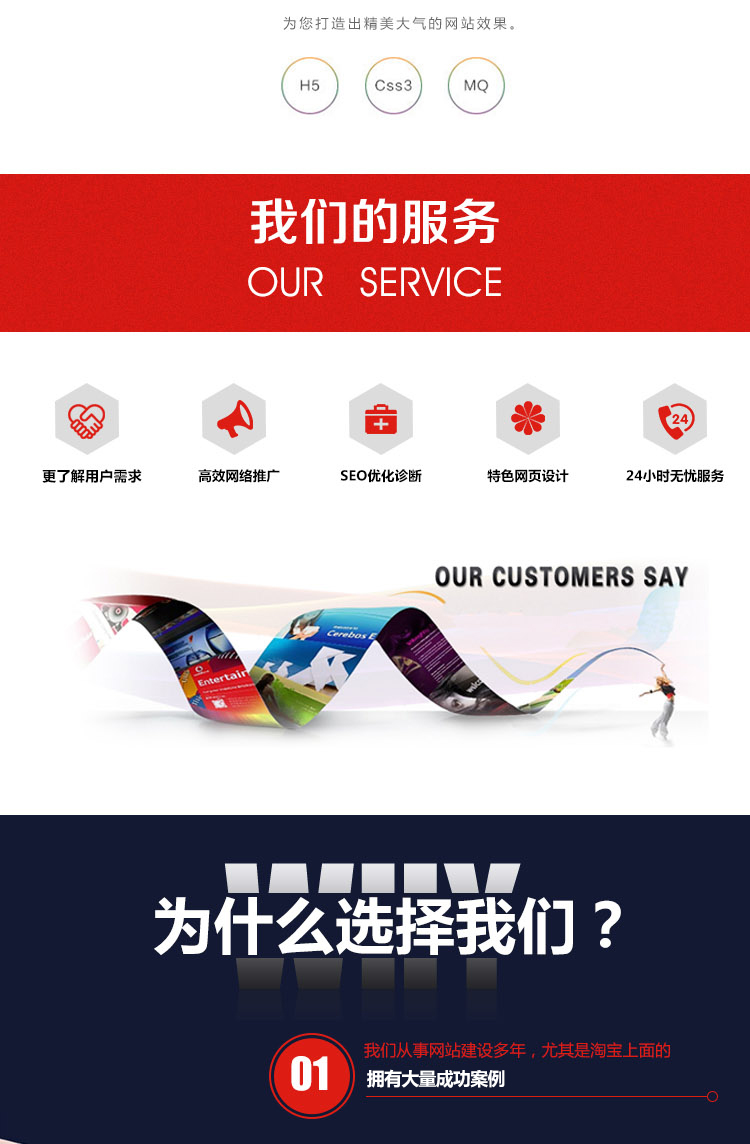 为您打造出精美大气的网站效果。
H5 Css3 MQ
我们的服务
OUR SERVICE
24
更了解用户需求 高效网络推广 SEO优化诊断 特色网页设计 24小时无忧服务
OUR CUSTOMERS SAY
Cerebos E
Entertain
WHY
为什么选择我们？
01
我们从事网站建设多年，尤其是淘宝上面的
拥有大量成功案例